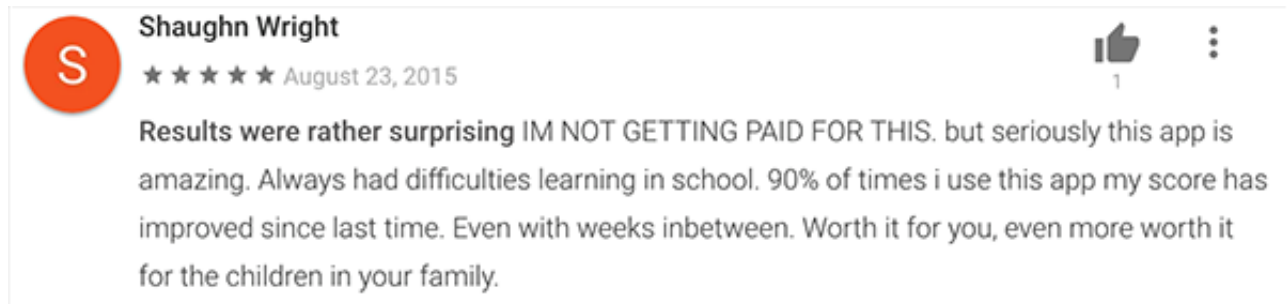 S
Shaughn Wright
★★★★★ August 23, 2015
1
Results were rather surprising IM NOT GETTING PAID FOR THIS. but seriously this app is
amazing. Always had difficulties learning in school. 90% of times i use this app my score has
improved since last time. Even with weeks inbetween. Worth it for you, even more worth it
for the children in your family.